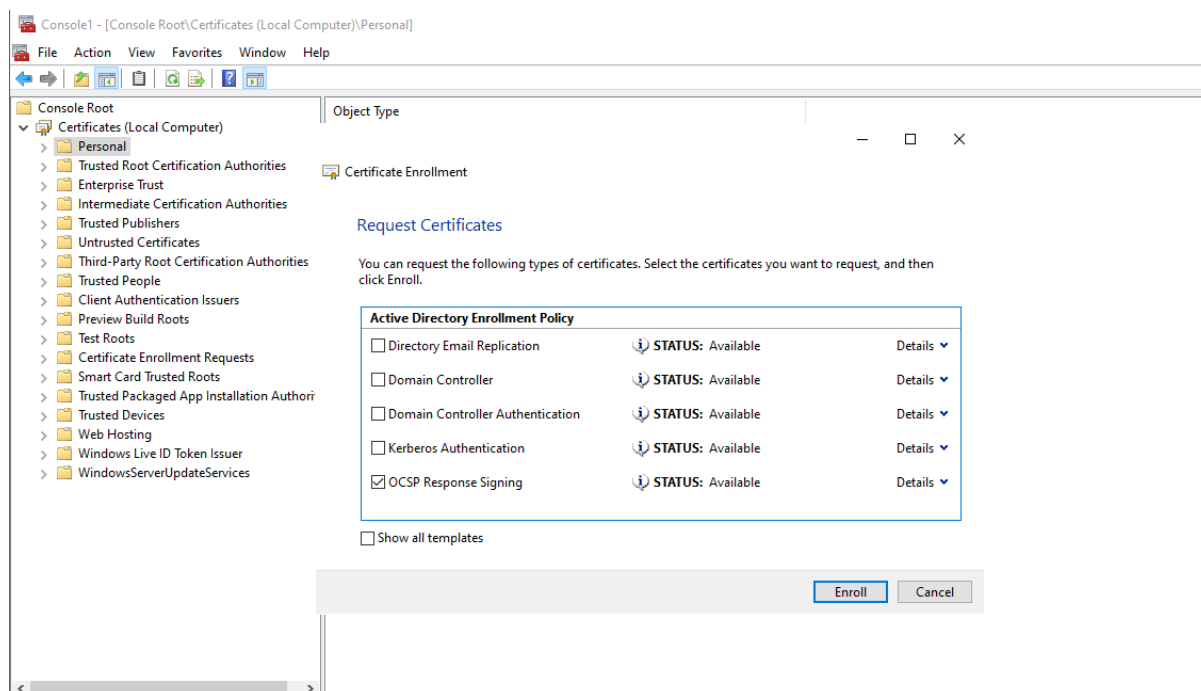 Console1 - [Console Root\Certificates (Local Computer)\Personal]
File Action View Favorites Window Help
Console Root
Certificates (Local Computer)
Personal
Trusted Root Certification Authorities
Enterprise Trust
Intermediate Certification Authorities
Trusted Publishers
Untrusted Certificates
Third-Party Root Certification Authorities
Trusted People
Client Authentication Issuers
Preview Build Roots
Test Roots
Certificate Enrollment Requests
Smart Card Trusted Roots
Trusted Packaged App Installation Authori
Trusted Devices
Web Hosting
Windows Live ID Token Issuer
WindowsServerUpdateServices
Object Type
Certificate Enrollment
Request Certificates
You can request the following types of certificates. Select the certificates you want to request, and then
click Enroll.
Active Directory Enrollment Policy
Directory Email Replication STATUS: Available Details
Domain Controller STATUS: Available Details
Domain Controller Authentication STATUS: Available Details
Kerberos Authentication STATUS: Available Details
OCSP Response Signing STATUS: Available Details
Show all templates
Enroll Cancel